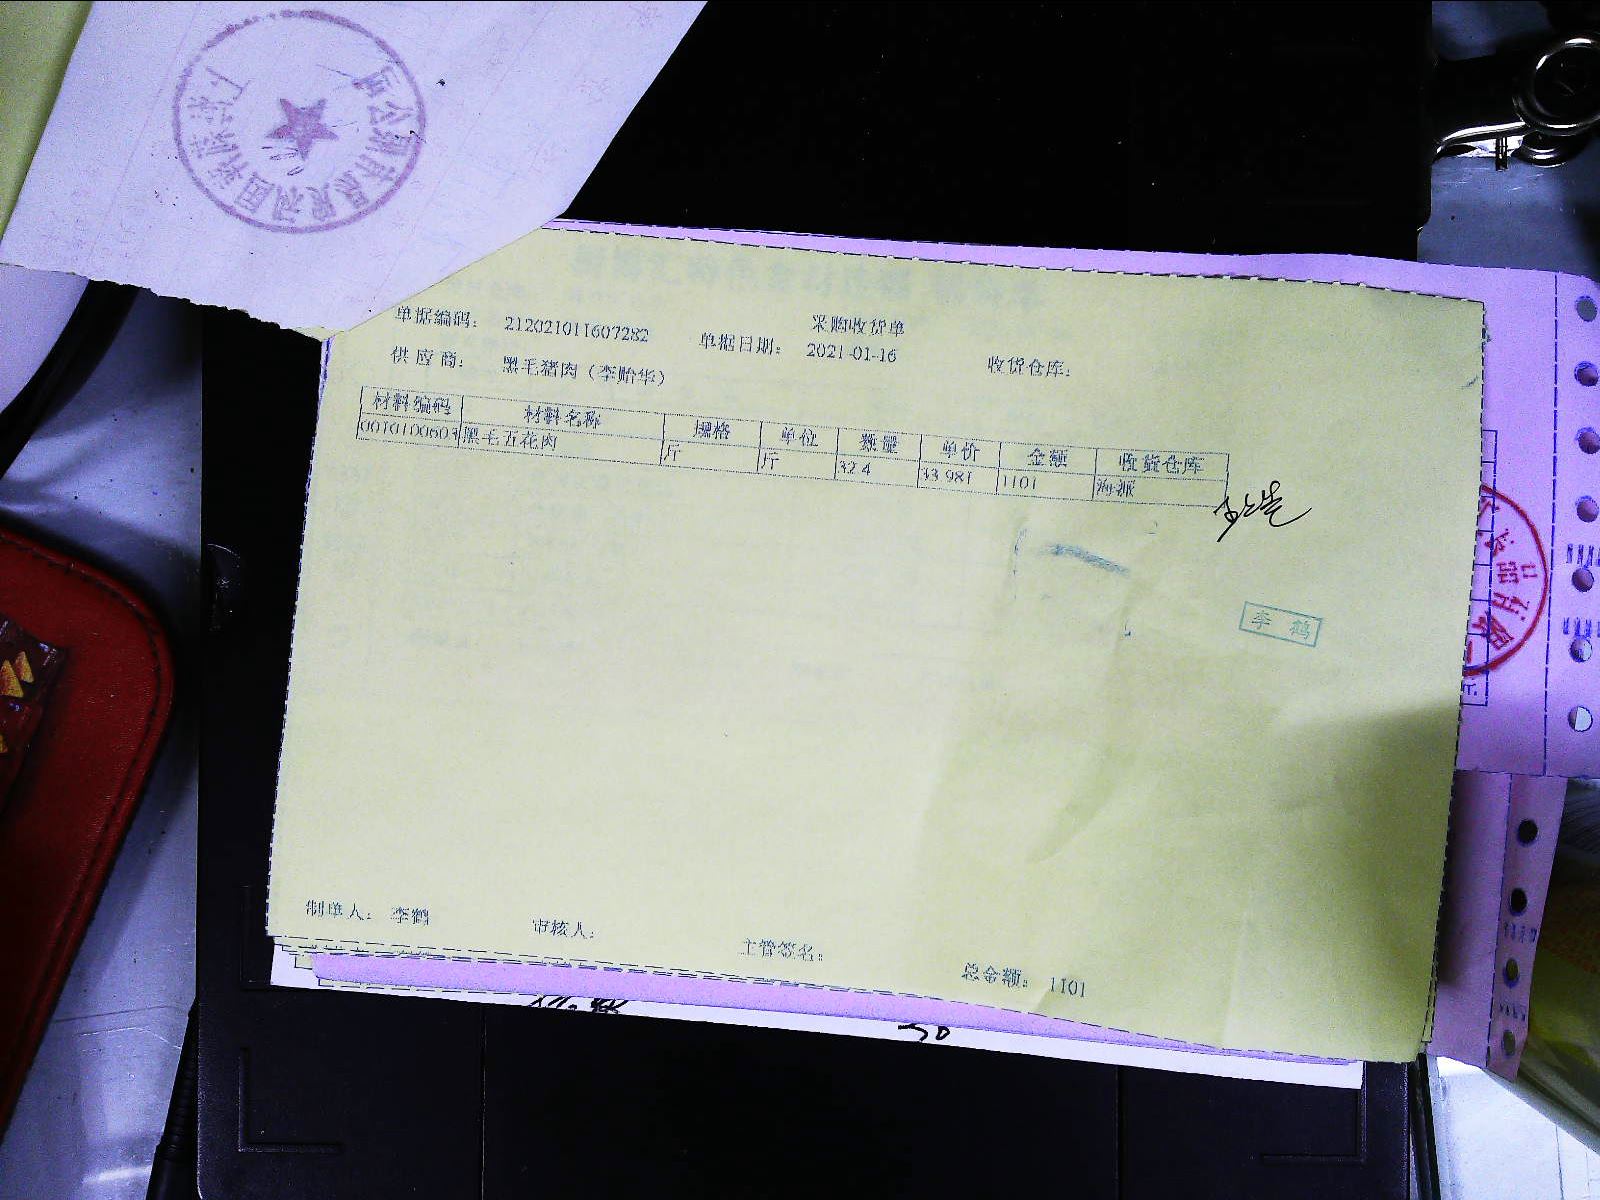 采购收货单
单据编码: 212021011607282 单据日期: 2021-01-16 收货仓库:
供应商: 黑毛猪肉(李贻华)
材料编码 材料名称 规格 单位 数量 单价 金额 收货仓库
0010100603 黑毛五花肉 斤 斤 32.4 33.981 1101 海派
李鹤
制单人: 李鹤 审核人: 主管签名: 总金额: 1101